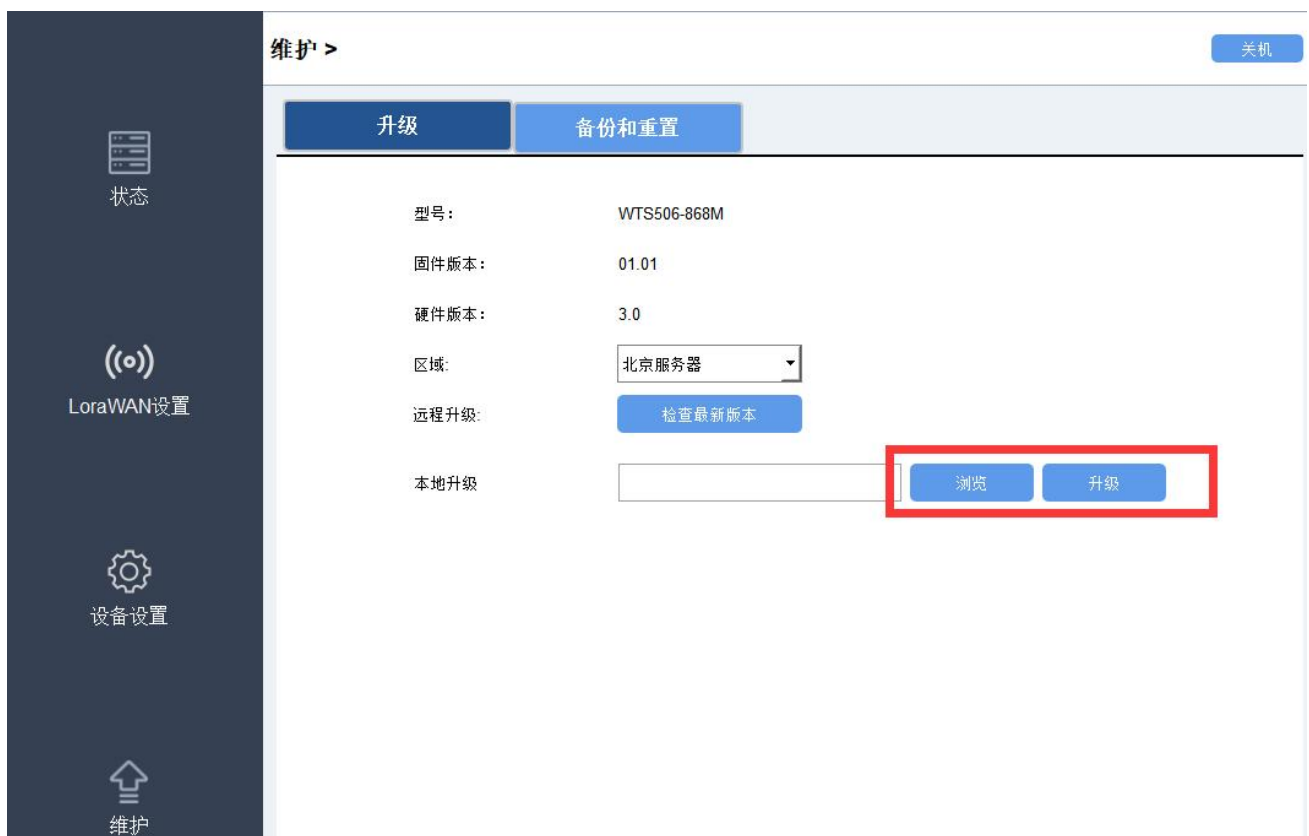 维护 >
关机
状态
LoraWAN设置
设备设置
维护
升级 备份和重置
型号： WTS506-868M
固件版本： 01.01
硬件版本： 3.0
区域: 北京服务器
远程升级: 检查最新版本
本地升级 浏览 升级